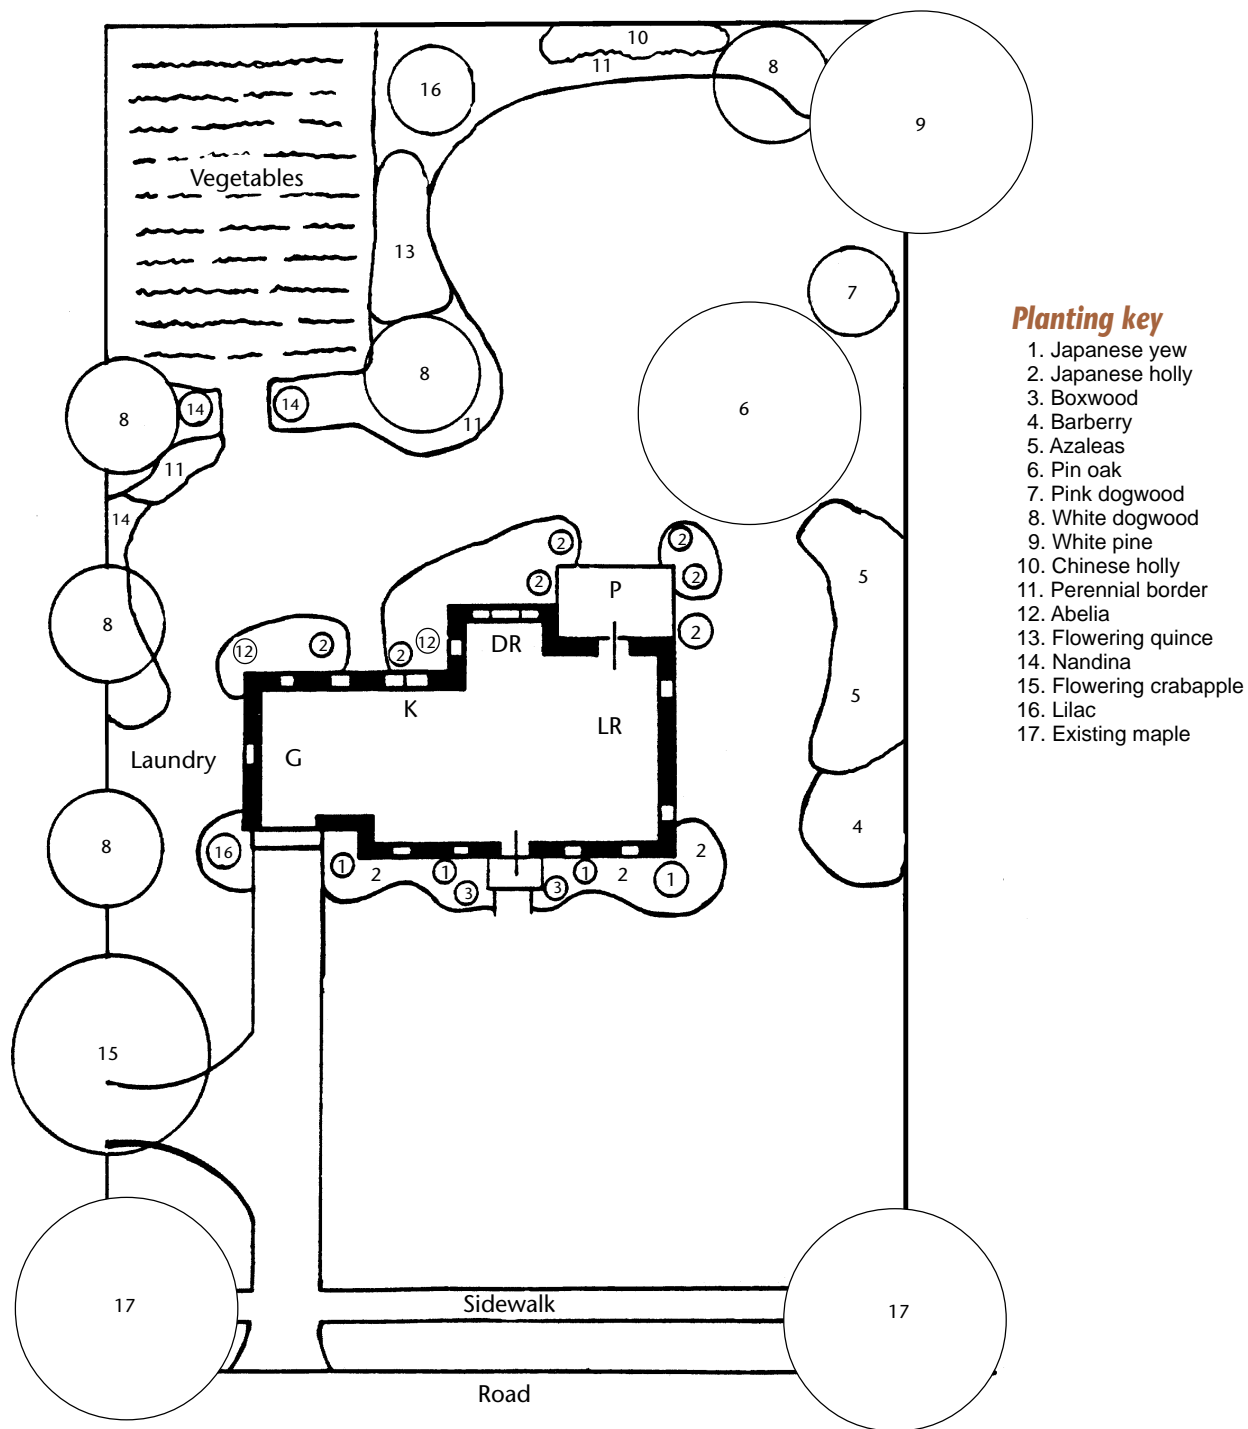 10
8
11
16
9
Vegetables
13
7
8
6
14
14
8
11
11
14
2
2
5
2
2
P
8
2
12
DR
2
12
2
2
5
K
LR
Laundry
G
4
8
16
2
1
1
1
2
2
1
3
3
15
17
Sidewalk
17
Road
Planting key
1. Japanese yew
2. Japanese holly
3. Boxwood
4. Barberry
5. Azaleas
6. Pin oak
7. Pink dogwood
8. White dogwood
9. White pine
10. Chinese holly
11. Perennial border
12. Abelia
13. Flowering quince
14. Nandina
15. Flowering crabapple
16. Lilac
17. Existing maple